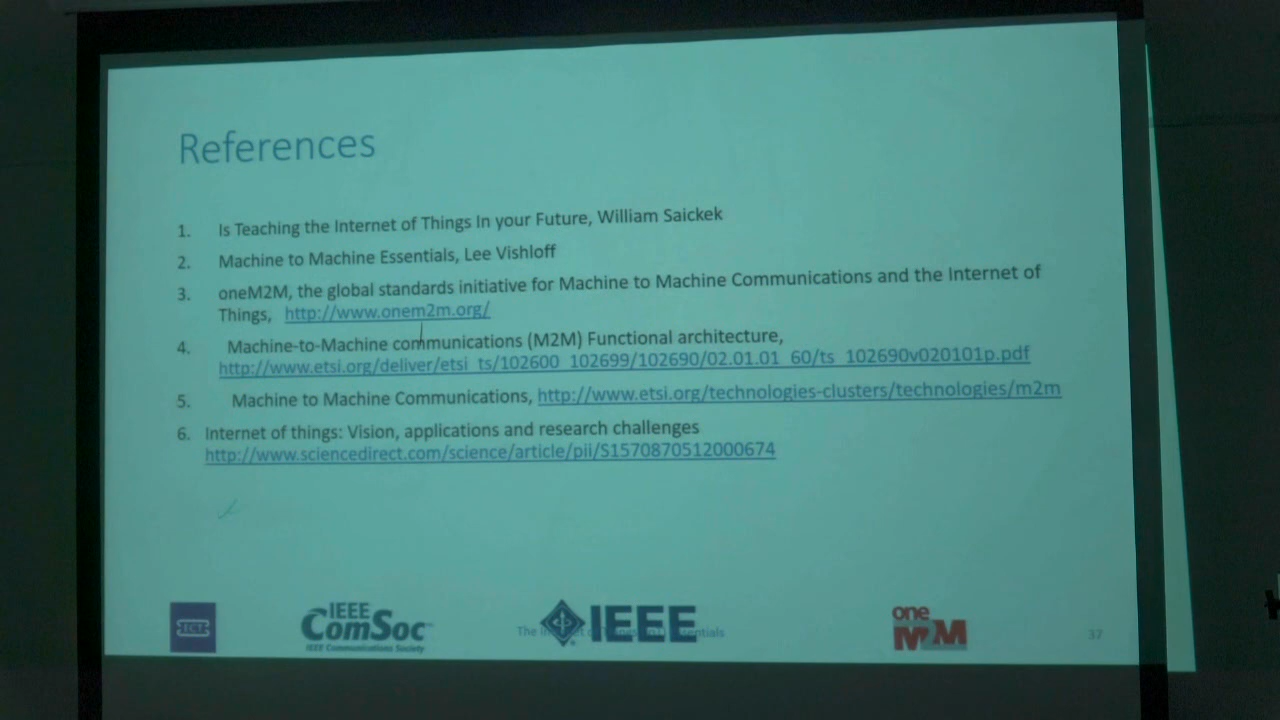 References
1. Is Teaching the Internet of Things In your Future, William Saickek
2. Machine to Machine Essentials, Lee Vishloff
3. oneM2M, the global standards initiative for Machine to Machine Communications and the Internet of
Things, http://www.onem2m.org/
4. Machine-to-Machine communications (M2M) Functional architecture,
http://www.etsi.org/deliver/etsi_ts/102600_102699/102690/02.01.01_60/ts_102690v020101p.pdf
5. Machine to Machine Communications, http://www.etsi.org/technologies-clusters/technologies/m2m
6. Internet of things: Vision, applications and research challenges
http://www.sciencedirect.com/science/article/pii/S1570870512000674
ICT
IEEE
ComSoc
IEEE Communications Society
The
IEEE
one
M2M
37